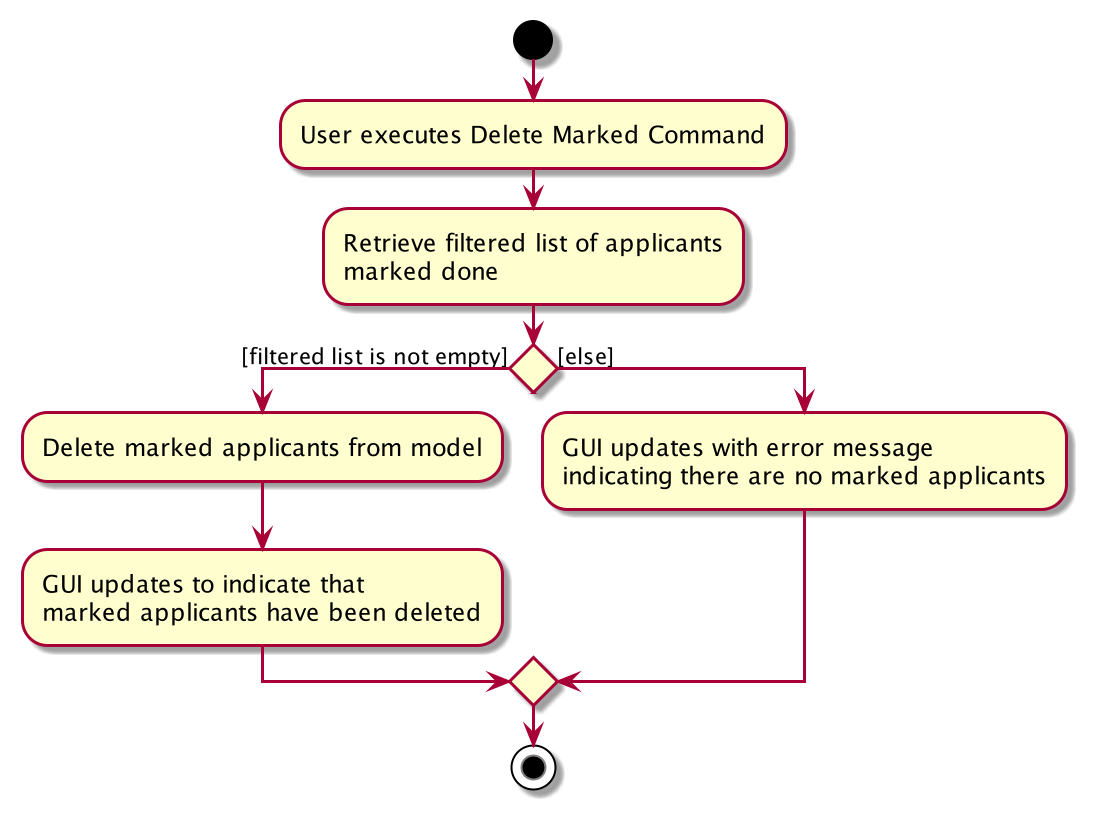 User executes Delete Marked Command
Retrieve filtered list of applicants
marked done
[filtered list is not empty]
[else]
Delete marked applicants from model
GUI updates with error message
indicating there are no marked applicants
GUI updates to indicate that
marked applicants have been deleted